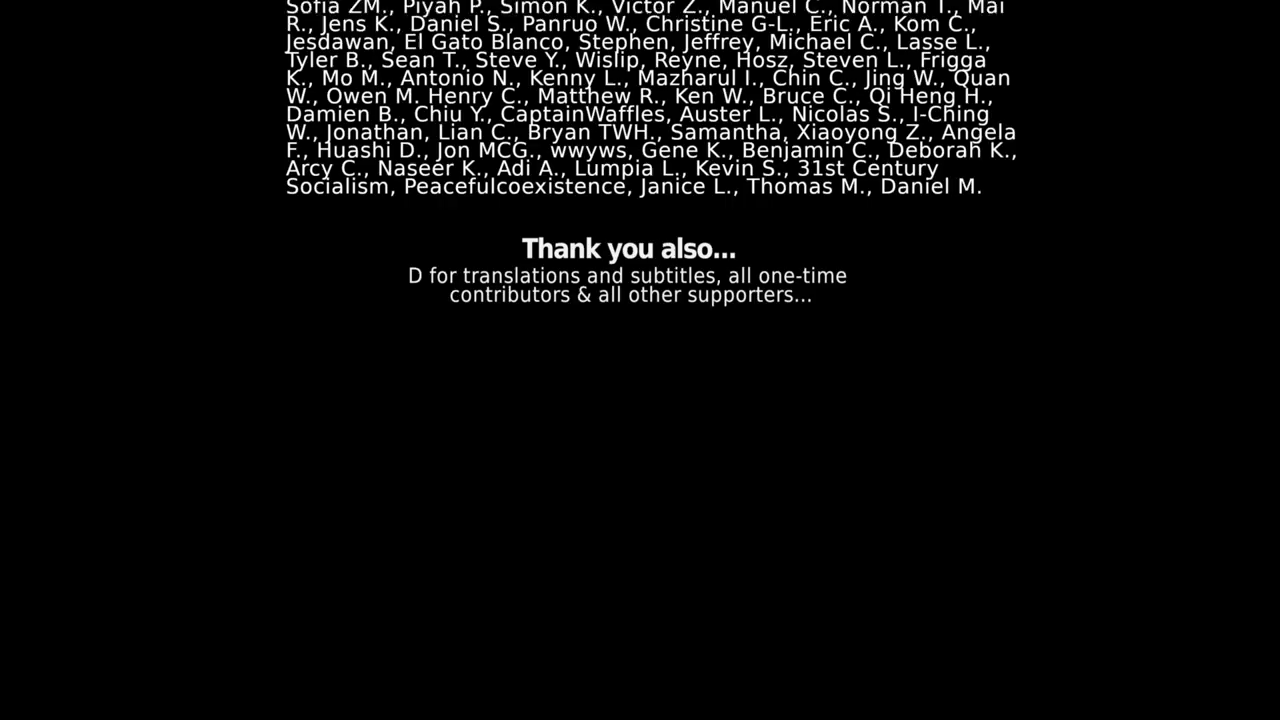 Sofia ZM., Piyah P., Simon K., Victor Z., Manuel C., Norman T., Mai
R., Jens K., Daniel S., Panruo W., Christine G-L., Eric A., Kom C.,
Jesdawan, El Gato Blanco, Stephen, Jeffrey, Michael C., Lasse L.,
Tyler B., Sean T., Steve Y., Wislip, Reyne, Hosz, Steven L., Frigga
K., Mo M., Antonio N., Kenny L., Mazharul I., Chin C., Jing W., Quan
W., Owen M. Henry C., Matthew R., Ken W., Bruce C., Qi Heng H.,
Damien B., Chiu Y., CaptainWaffles, Auster L., Nicolas S., I-Ching
W., Jonathan, Lian C., Bryan TWH., Samantha, Xiaoyong Z., Angela
F., Huashi D., Jon MCG., wwyws, Gene K., Benjamin C., Deborah K.,
Arcy C., Naseer K., Adi A., Lumpia L., Kevin S., 31st Century
Socialism, Peacefulcoexistence, Janice L., Thomas M., Daniel M.
Thank you also...
D for translations and subtitles, all one-time
contributors & all other supporters...